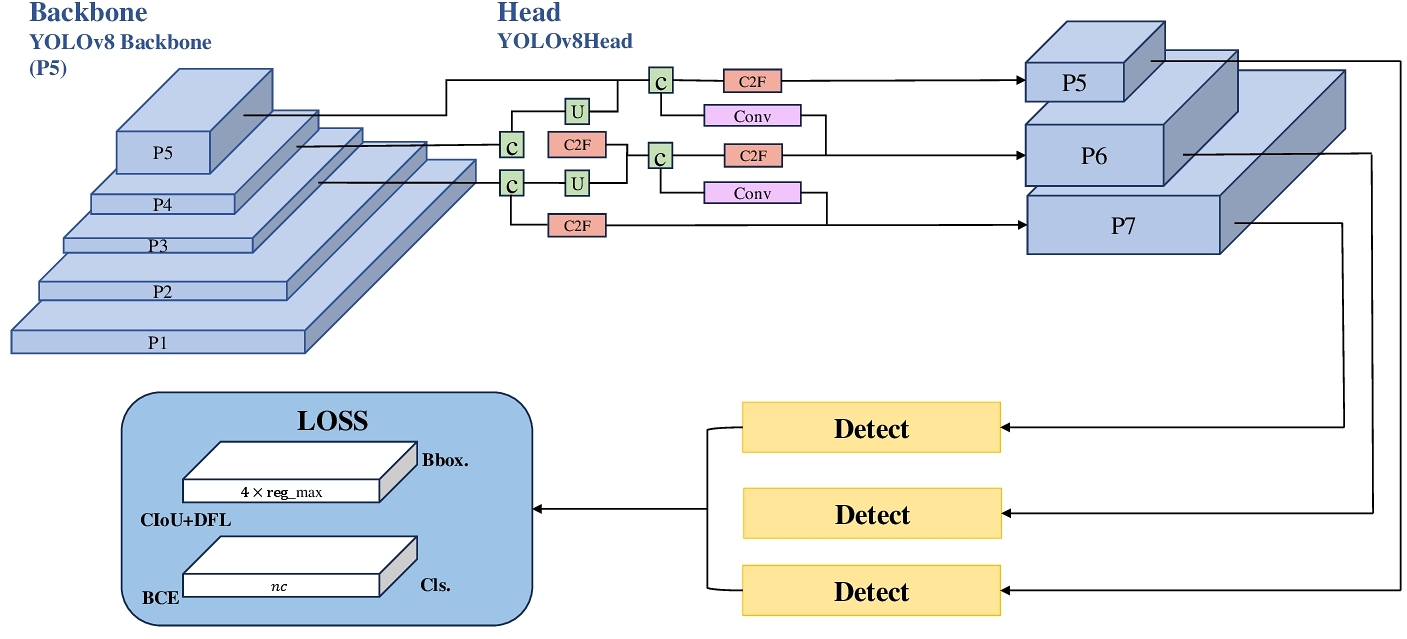 Backbone
YOLOv8 Backbone
(P5)
P5
P4
P3
P2
P1
Head
YOLOv8Head
C
C2F
U
Conv
C
C2F
C
C2F
C
U
Conv
C2F
P5
P6
P7
LOSS
Bbox.
4 × reg_max
CIoU+DFL
nc
Cls.
BCE
Detect
Detect
Detect